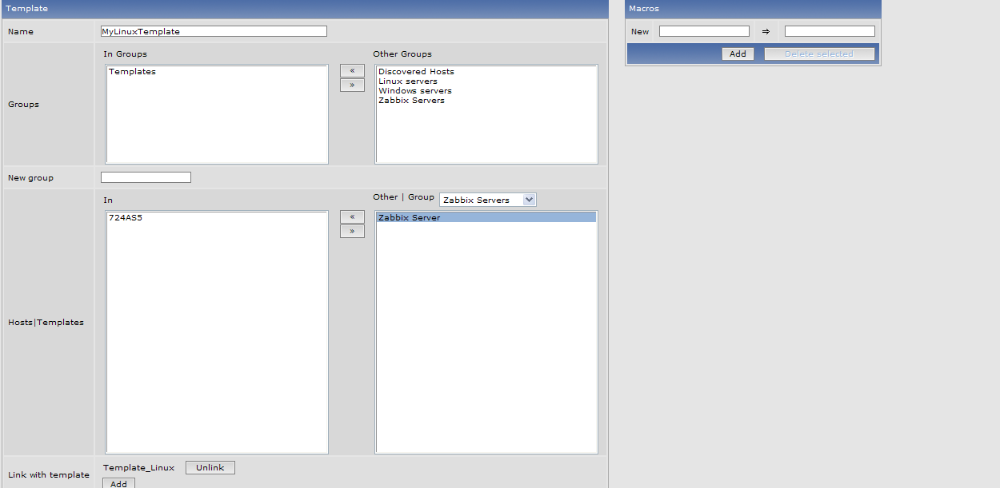 Template
Name MyLinuxTemplate
Groups
In Groups
Templates
«
»
Other Groups
Discovered Hosts
Linux servers
Windows servers
Zabbix Servers
New group
Hosts|Templates
In
724AS5
«
»
Other | Group Zabbix Servers
Zabbix Server
Link with template
Template_Linux Unlink
Add
Macros
New ⇒
Add Delete selected